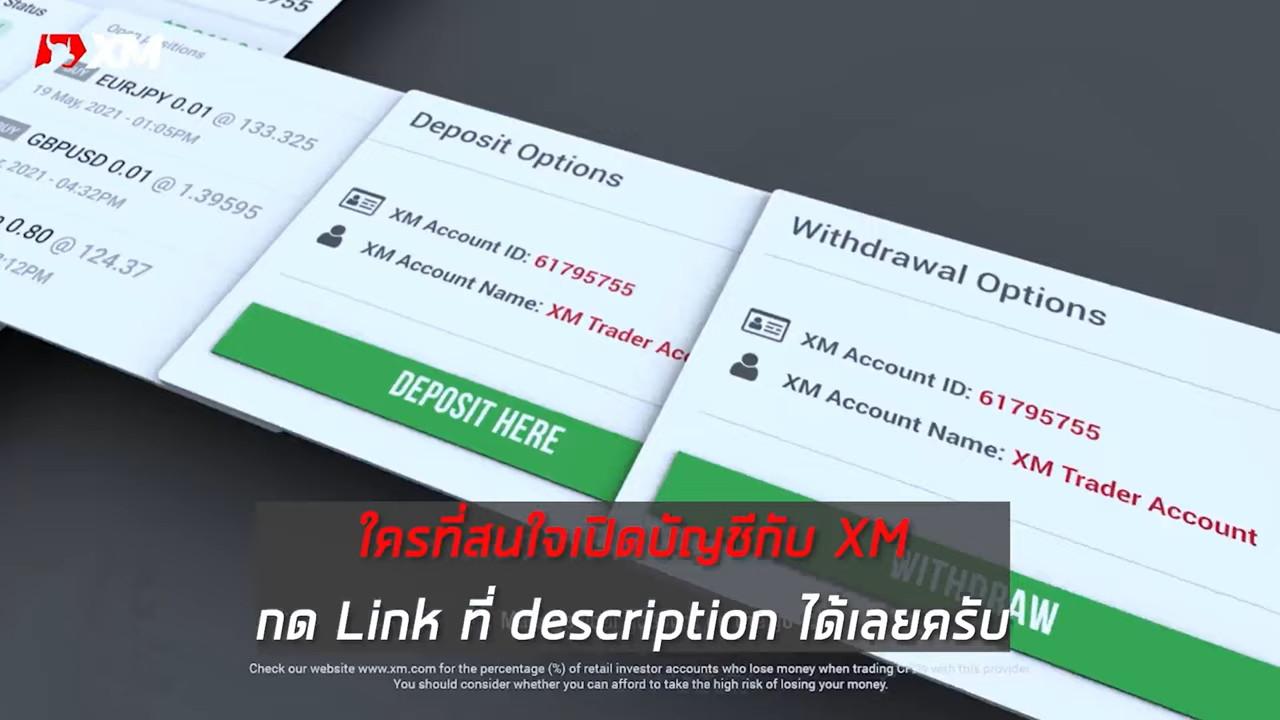 Status
55755
XM
Open Positions
BUY EURJPY 0.01 @ 133.325
19 May, 2021 - 01:05PM
BUY GBPUSD 0.01 @ 1.39595
2021 - 04:32PM
0.80 @ 124.37
12PM
Deposit Options
XM Account ID: 61795755
XM Account Name: XM Trader Acc
DEPOSIT HERE
Withdrawal Options
XM Account ID: 61795755
XM Account Name: XM Trader Account
WITHDRAW
ใครที่สนใจเปิดบัญชีกับ XM
กด Link ที่ description ได้เลยครับ
Check our website www.xm.com for the percentage (%) of retail investor accounts who lose money when trading CFDs with this provider.
You should consider whether you can afford to take the high risk of losing your money.